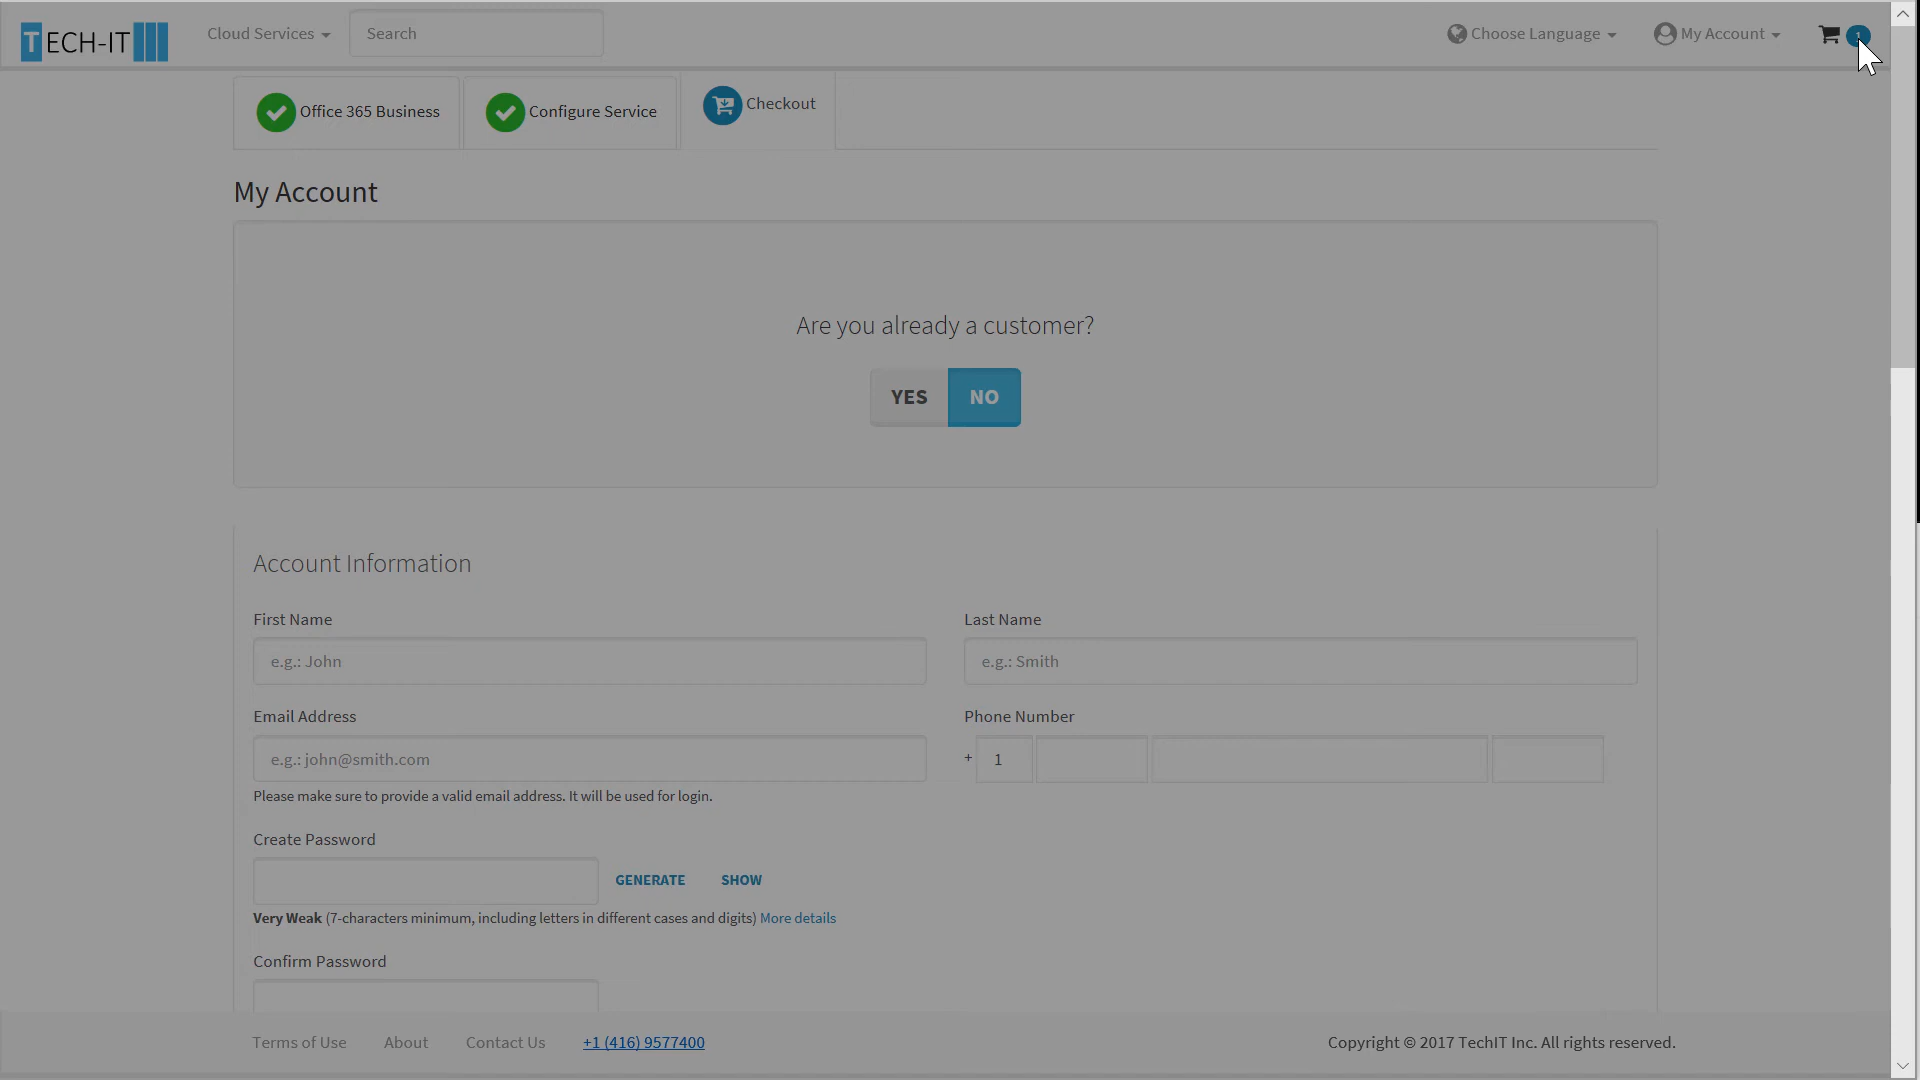 TECH-IT
Cloud Services
Search
Choose Language
My Account
1
Office 365 Business
Configure Service
Checkout
My Account
Are you already a customer?
YES
NO
Account Information
First Name
Last Name
e.g.: John
e.g.: Smith
Email Address
Phone Number
e.g.: john@smith.com
+ 1
Please make sure to provide a valid email address. It will be used for login.
Create Password
GENERATE
SHOW
Very Weak (7-characters minimum, including letters in different cases and digits) More details
Confirm Password
Terms of Use
About
Contact Us
+1 (416) 9577400
Copyright © 2017 TechIT Inc. All rights reserved.